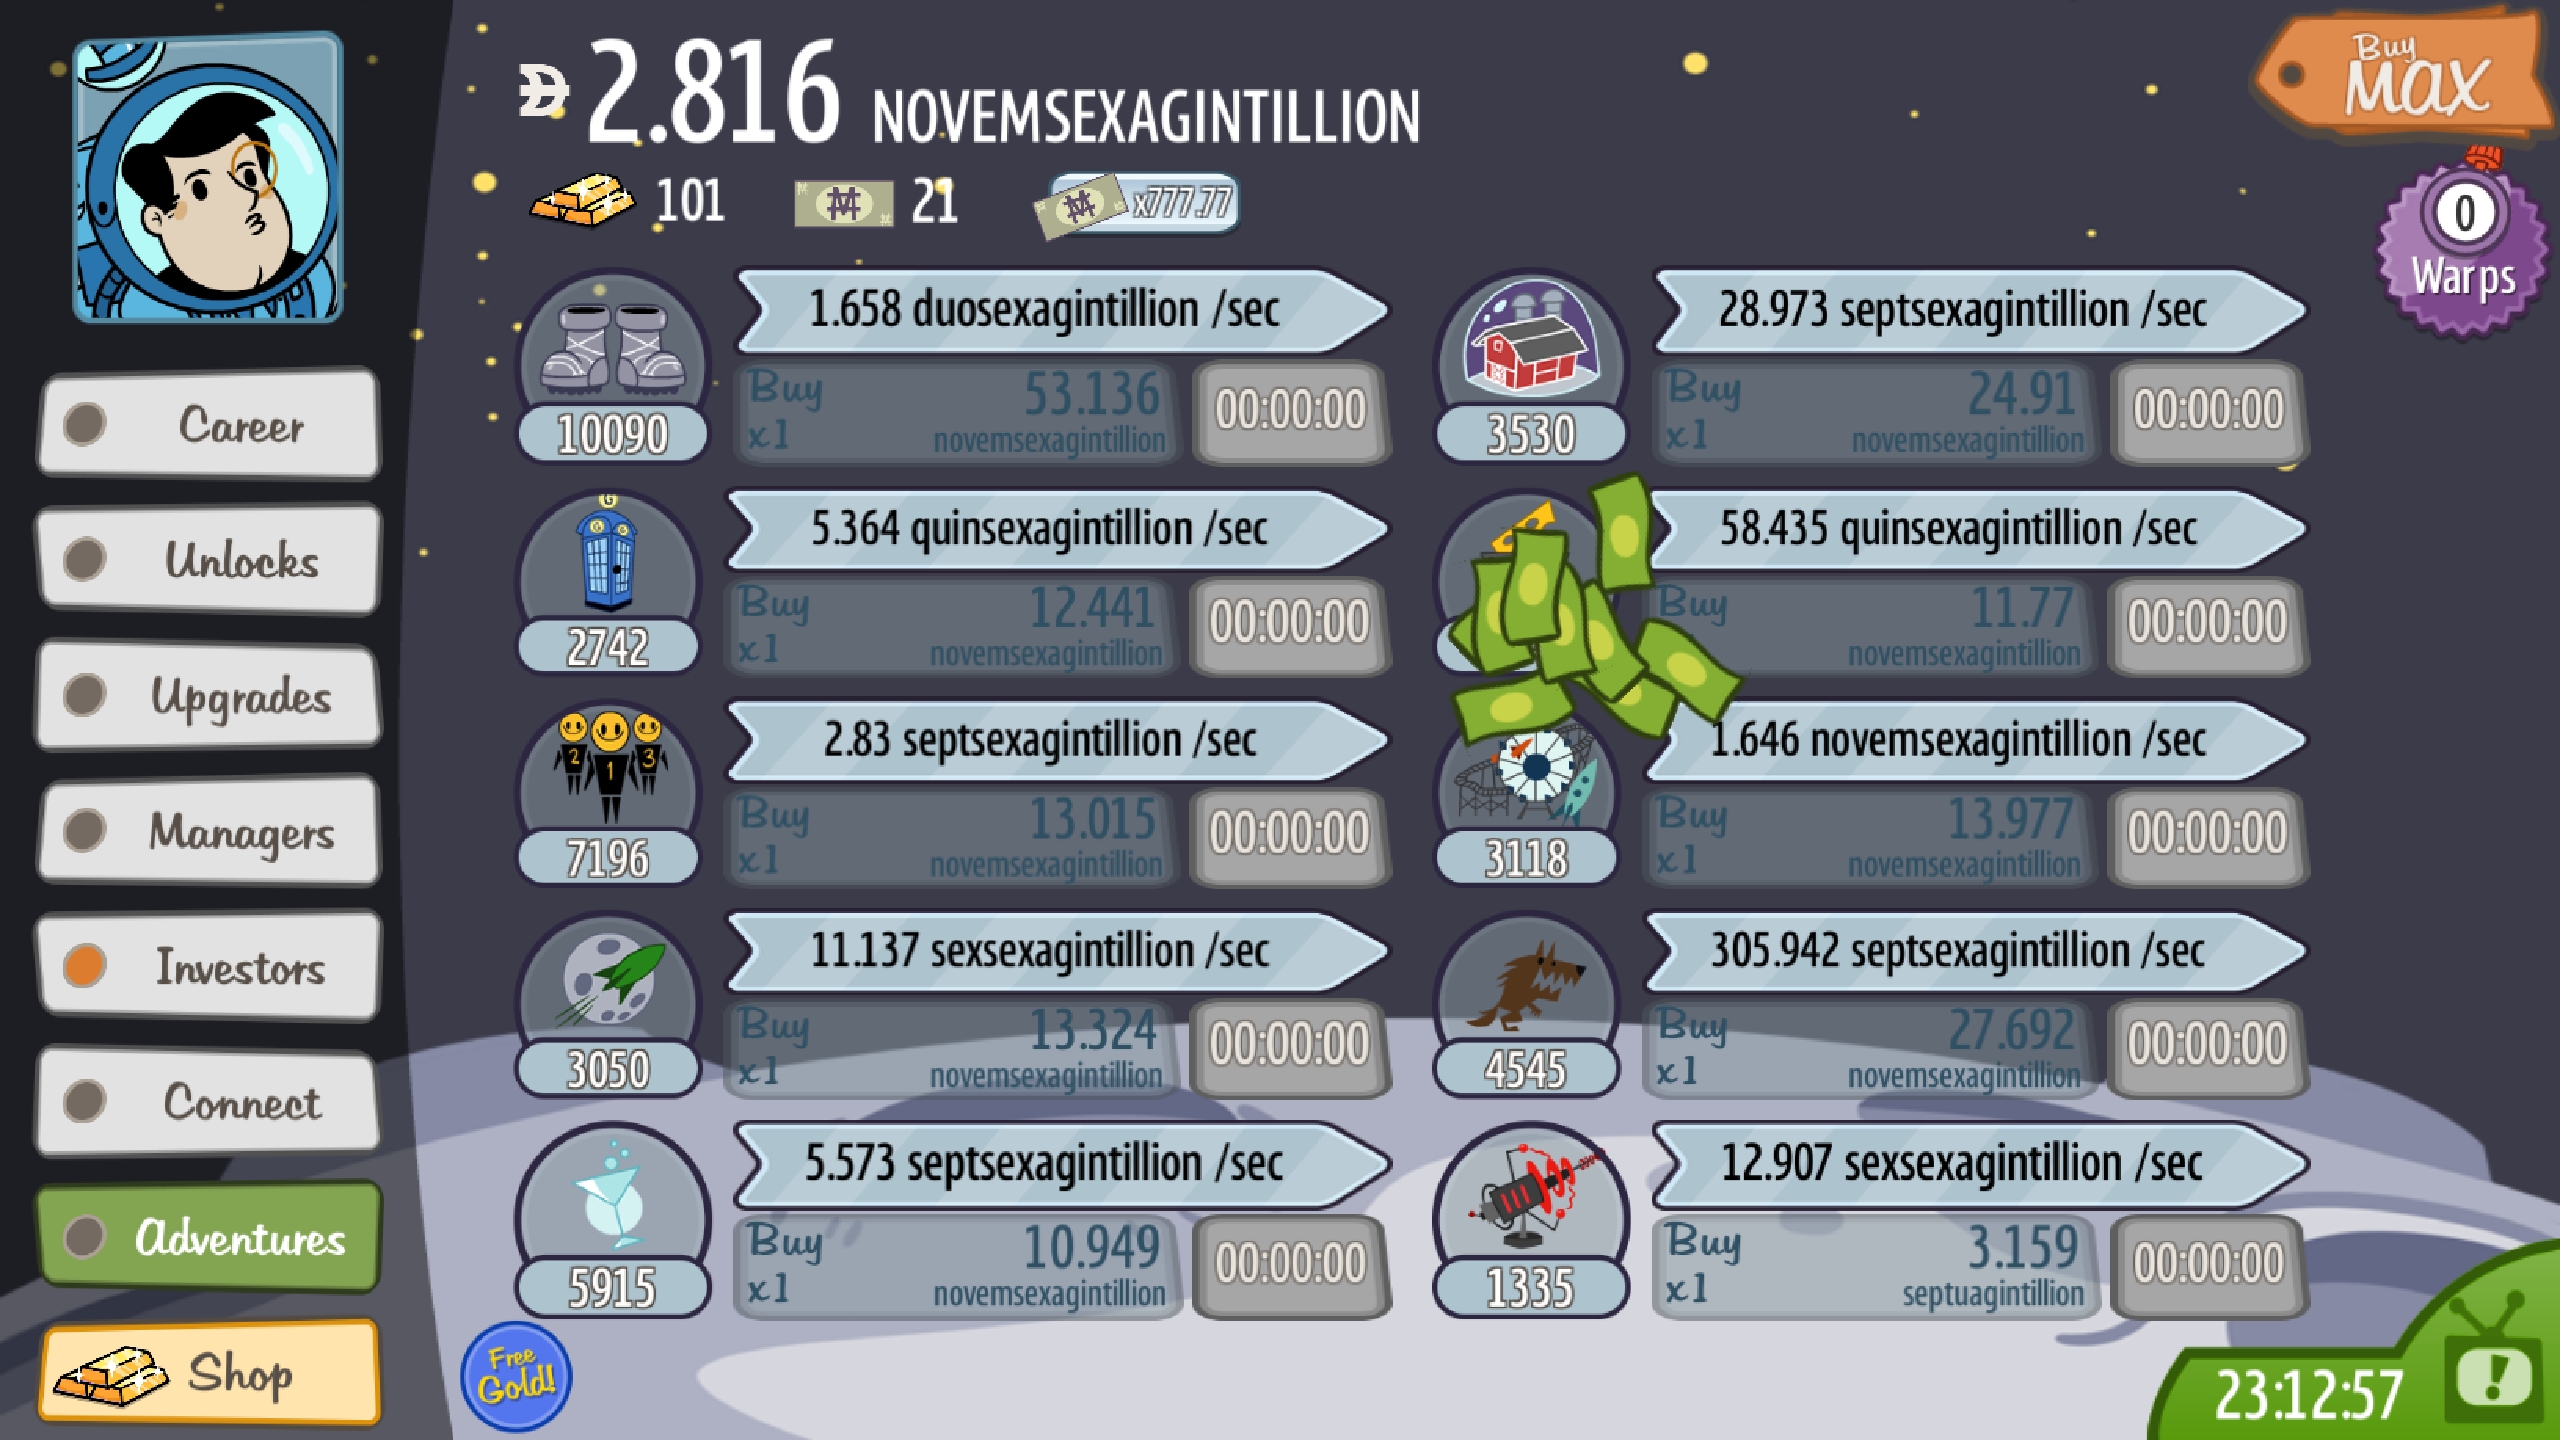 2.816 NOVEMSEXAGINTILLION
101
21
x777.77
Buy
MAX
0
Warps
Career
Unlocks
Upgrades
Managers
Investors
Connect
Adventures
Shop
1.658 duosexagintillion /sec
Buy 53.136
x1 novemsexagintillion
00:00:00
10090
28.973 septsexagintillion /sec
Buy 24.91
x1 novemsexagintillion
00:00:00
3530
G
G G
5.364 quinsexagintillion /sec
Buy 12.441
x1 novemsexagintillion
00:00:00
2742
58.435 quinsexagintillion /sec
Buy 11.77
novemsexagintillion
00:00:00
2 1 3
2.83 septsexagintillion /sec
Buy 13.015
x1 novemsexagintillion
00:00:00
7196
1.646 novemsexagintillion /sec
Buy 13.977
x1 novemsexagintillion
00:00:00
3118
11.137 sexsexagintillion /sec
Buy 13.324
x1 novemsexagintillion
00:00:00
3050
305.942 septsexagintillion /sec
Buy 27.692
x1 novemsexagintillion
00:00:00
4545
5.573 septsexagintillion /sec
Buy 10.949
x1 novemsexagintillion
00:00:00
5915
12.907 sexsexagintillion /sec
Buy 3.159
x1 septuagintillion
00:00:00
1335
Free
Gold!
23:12:57
!